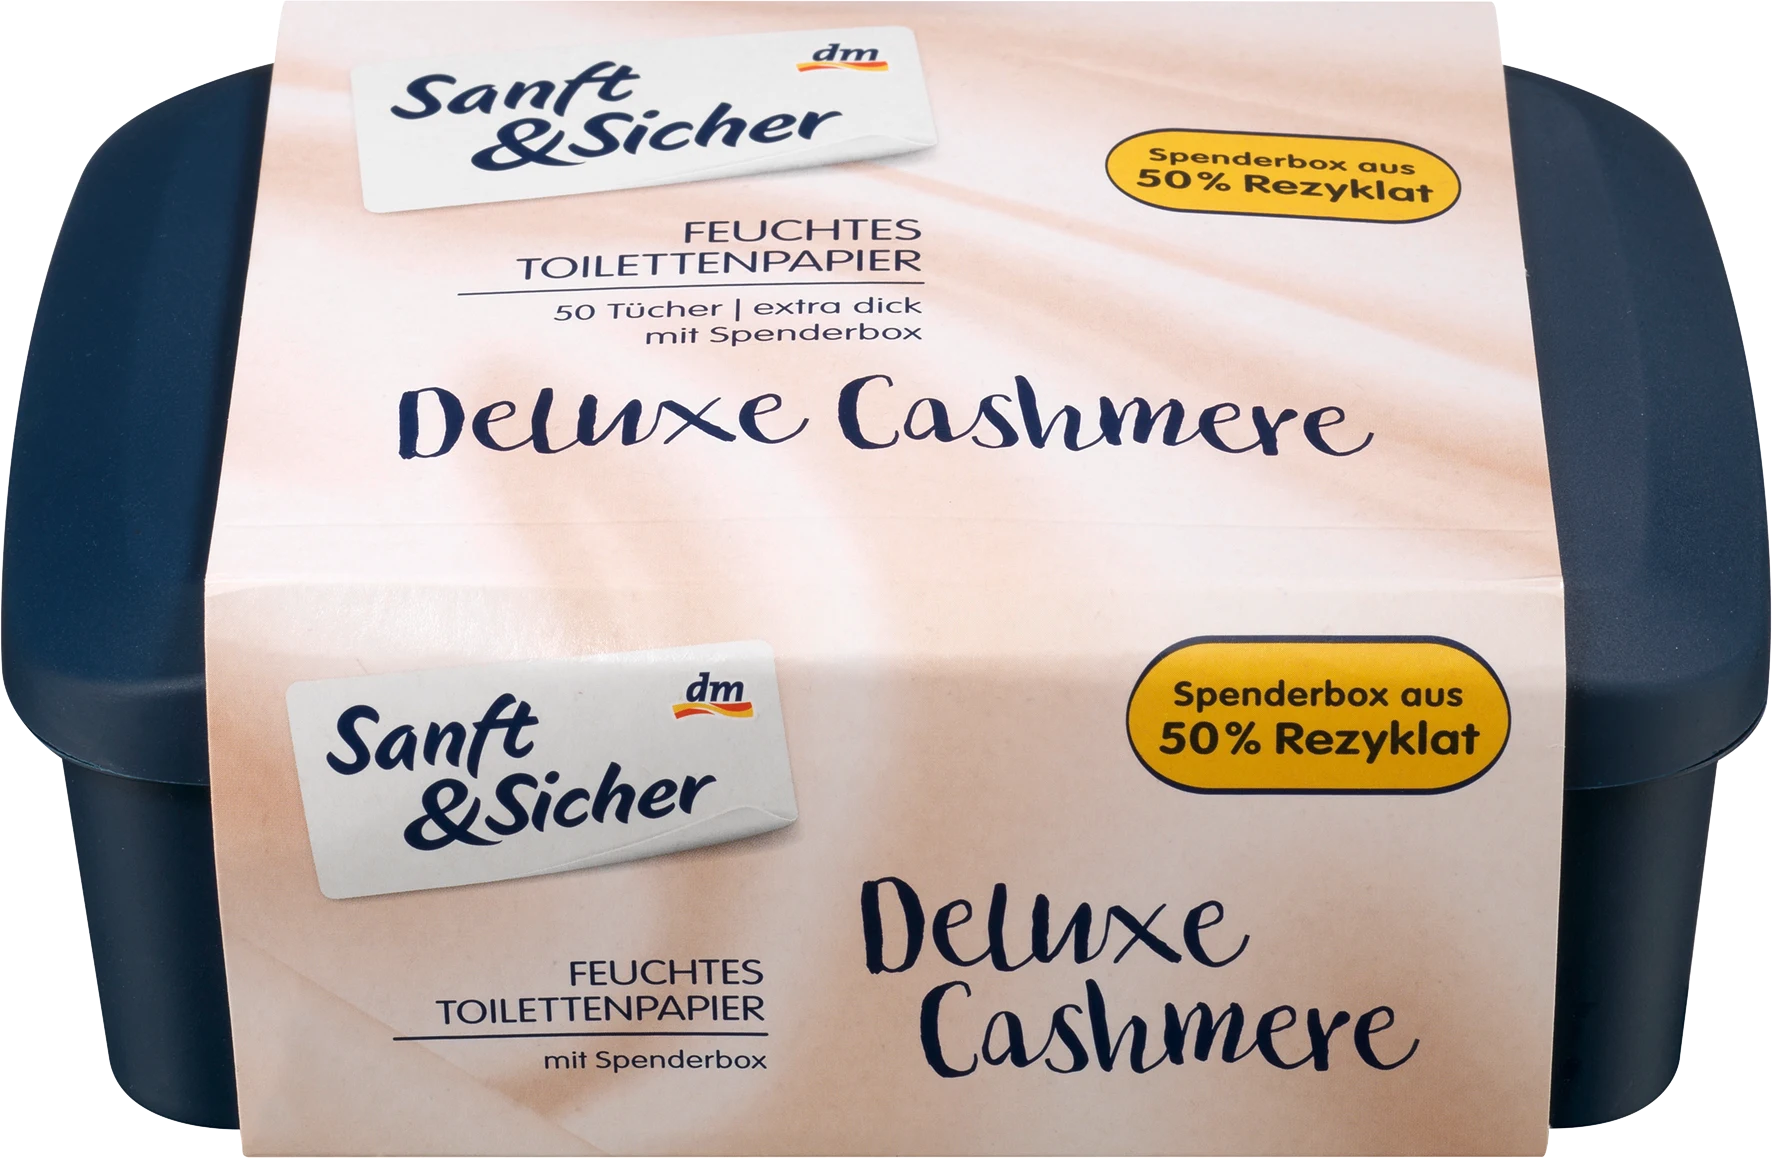 dm
Sanft
&Sicher
Spenderbox aus
50% Rezyklat
FEUCHTES
TOILETTENPAPIER
50 Tücher | extra dick
mit Spenderbox
Deluxe Cashmere
dm
Sanft
&Sicher
Spenderbox aus
50% Rezyklat
Deluxe
Cashmere
FEUCHTES
TOILETTENPAPIER
mit Spenderbox